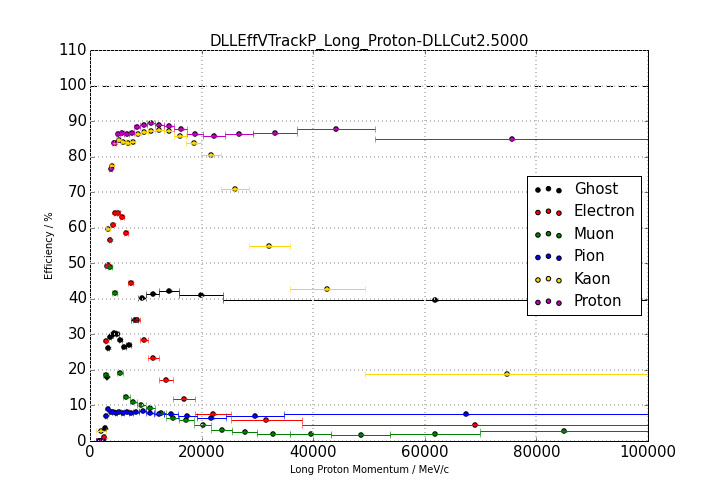 DLLEffVTrackP_Long_Proton-DLLCut2.5000
110
100
90
80
70
60
50
40
30
20
10
0
Efficiency / %
Ghost
Electron
Muon
Pion
Kaon
Proton
0 20000 40000 60000 80000 100000
Long Proton Momentum / MeV/c